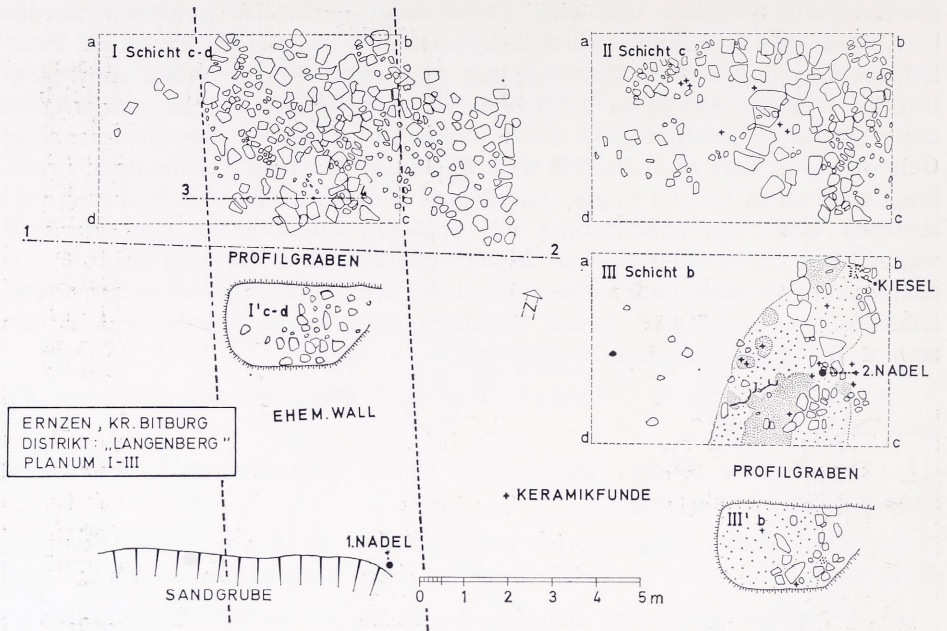 a I Schicht c-d b
3 4
d c
1 2
PROFILGRABEN
I'c-d
N
EHEM. WALL
ERNZEN, KR. BITBURG
DISTRIKT: „LANGENBERG"
PLANUM I-III
1.NADEL
SANDGRUBE
a II Schicht c b
d c
a III Schicht b b
KIESEL
2.NADEL
d c
PROFILGRABEN
+ KERAMIKFUNDE
III' b
0 1 2 3 4 5 m